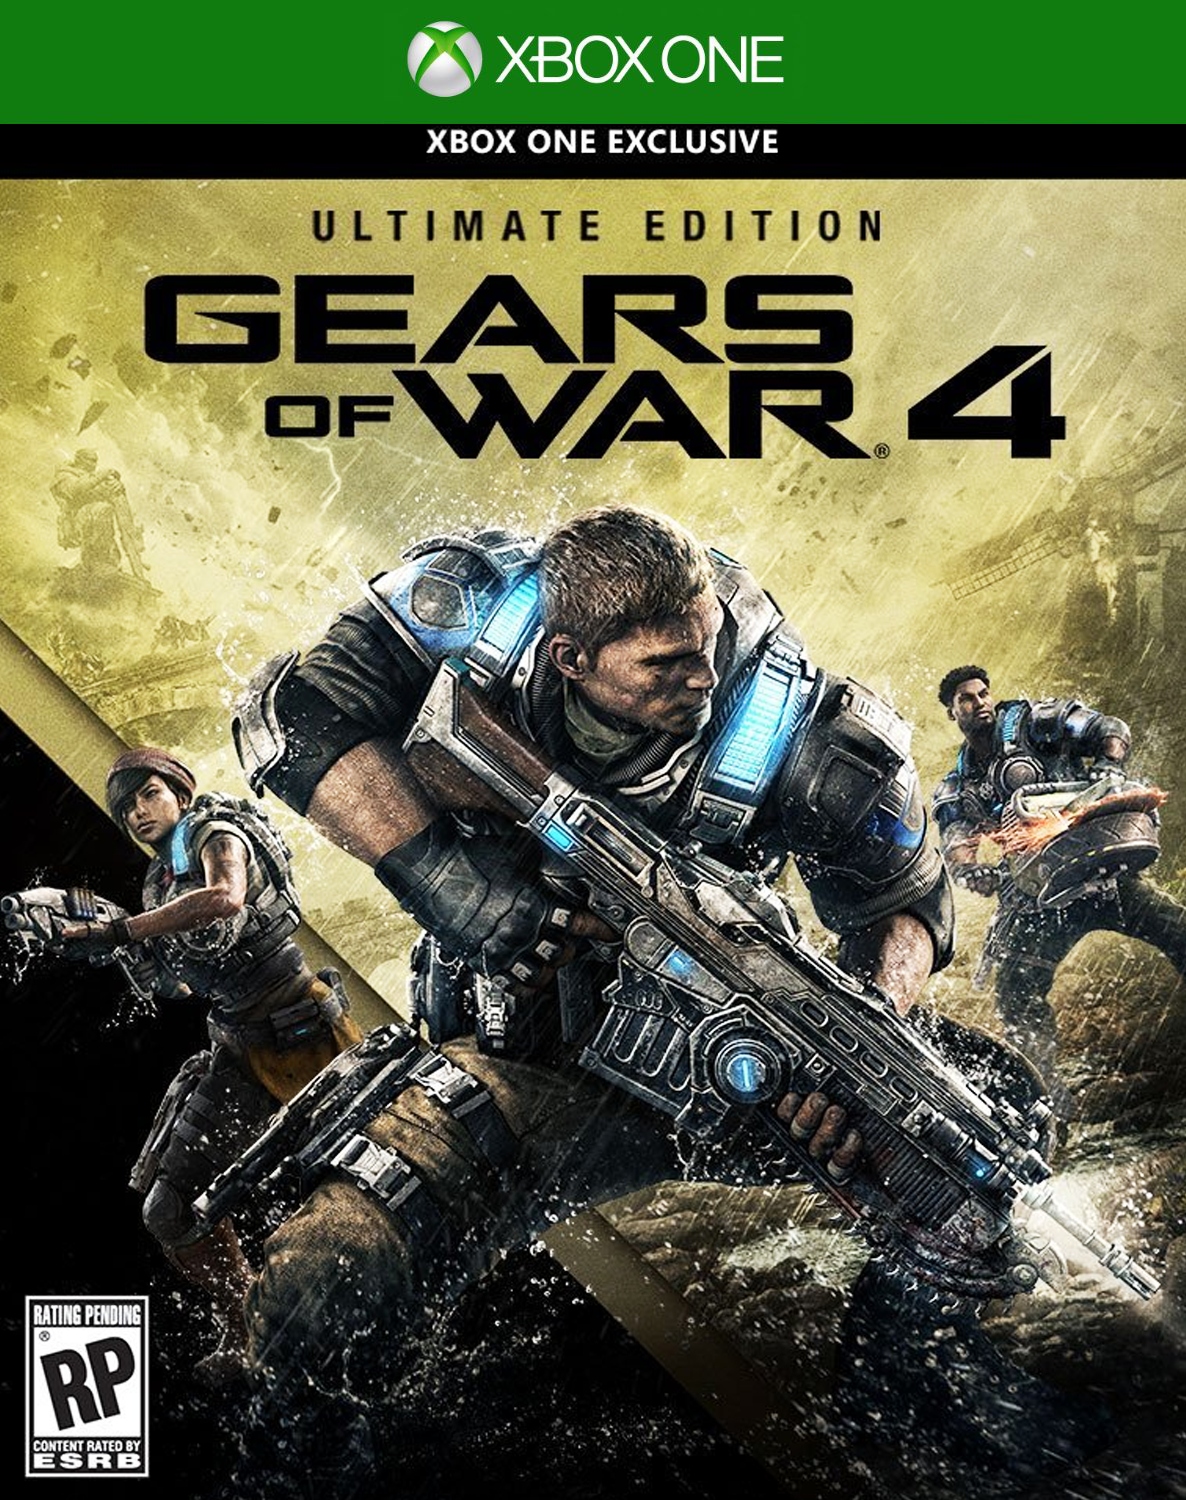 XBOX ONE
XBOX ONE EXCLUSIVE
ULTIMATE EDITION
GEARS
OF WAR® 4
RATING PENDING
RP®
CONTENT RATED BY
ESRB